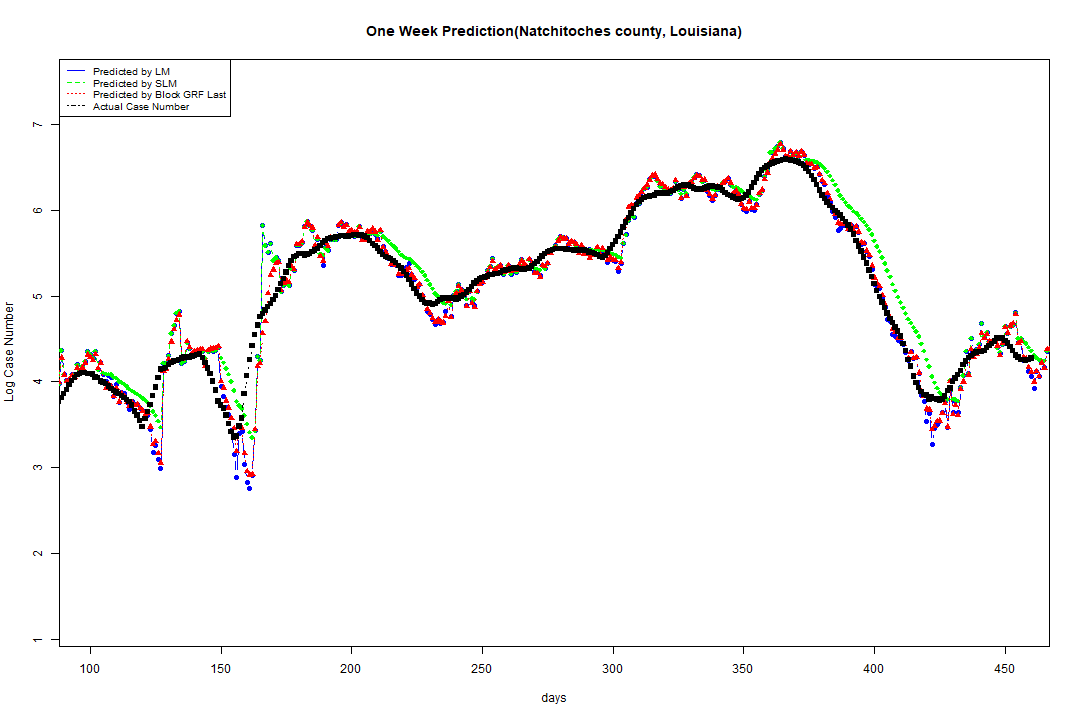 One Week Prediction(Natchitoches county, Louisiana)
Predicted by LM
Predicted by SLM
Predicted by Block GRF Last
Actual Case Number
7
6
5
4
3
2
1
Log Case Number
100 150 200 250 300 350 400 450
days